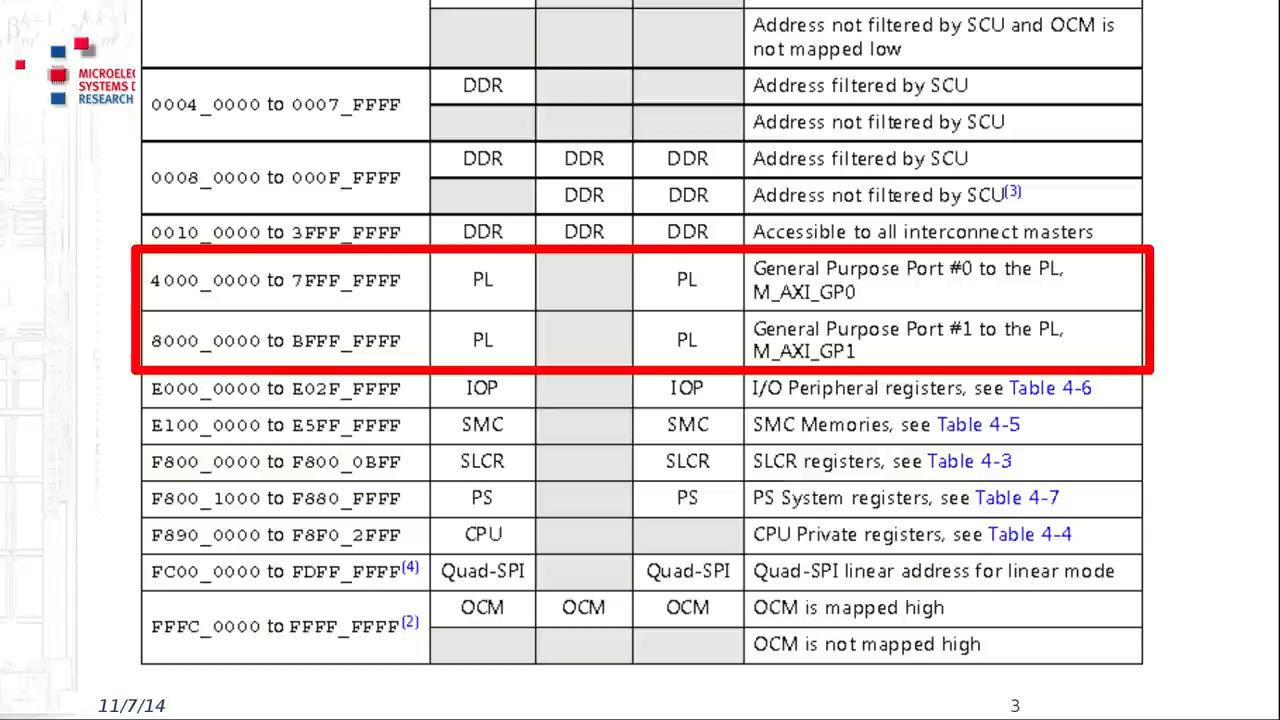 Address not filtered by SCU and OCM is
not mapped low
MICROELEC
SYSTEMS D
RESEARCH
0004_0000 to 0007_FFFF DDR Address filtered by SCU
Address not filtered by SCU
0008_0000 to 000F_FFFF DDR DDR DDR Address filtered by SCU
DDR DDR Address not filtered by SCU(3)
0010_0000 to 3FFF_FFFF DDR DDR DDR Accessible to all interconnect masters
4000_0000 to 7FFF_FFFF PL PL General Purpose Port #0 to the PL,
M_AXI_GP0
8000_0000 to BFFF_FFFF PL PL General Purpose Port #1 to the PL,
M_AXI_GP1
E000_0000 to E02F_FFFF IOP IOP I/O Peripheral registers, see Table 4-6
E100_0000 to E5FF_FFFF SMC SMC SMC Memories, see Table 4-5
F800_0000 to F800_0BFF SLCR SLCR SLCR registers, see Table 4-3
F800_1000 to F880_FFFF PS PS PS System registers, see Table 4-7
F890_0000 to F8F0_2FFF CPU CPU Private registers, see Table 4-4
FC00_0000 to FDFF_FFFF(4) Quad-SPI Quad-SPI Quad-SPI linear address for linear mode
FFFC_0000 to FFFF_FFFF(2) OCM OCM OCM OCM is mapped high
OCM is not mapped high
11/7/14 3